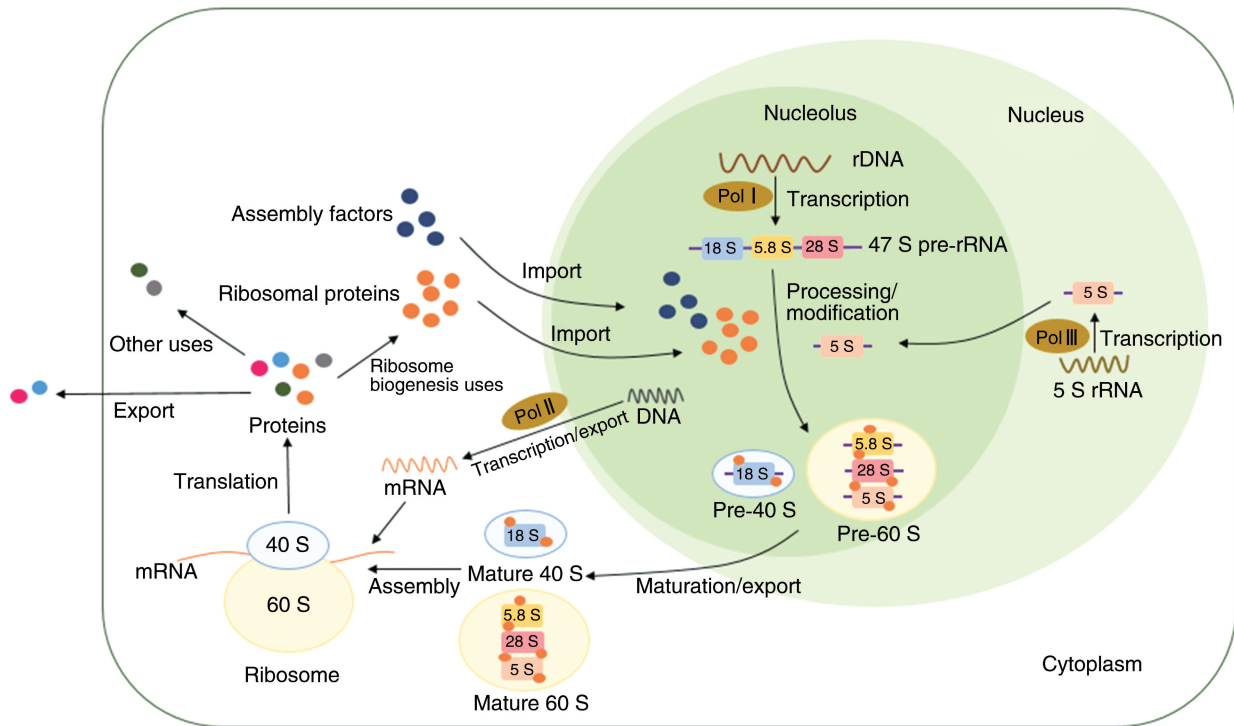 Nucleolus
Nucleus
rDNA
Pol I
Transcription
18 S
5.8 S
28 S
47 S pre-rRNA
Assembly factors
Import
Ribosomal proteins
Import
Processing/
modification
5 S
5 S
Pol III
Transcription
5 S rRNA
Other uses
Ribosome
biogenesis uses
Export
Proteins
Pol II
DNA
Transcription/export
mRNA
Translation
18 S
Pre-40 S
5.8 S
28 S
5 S
Pre-60 S
40 S
mRNA
60 S
Ribosome
Assembly
18 S
Mature 40 S
Maturation/export
5.8 S
28 S
5 S
Mature 60 S
Cytoplasm